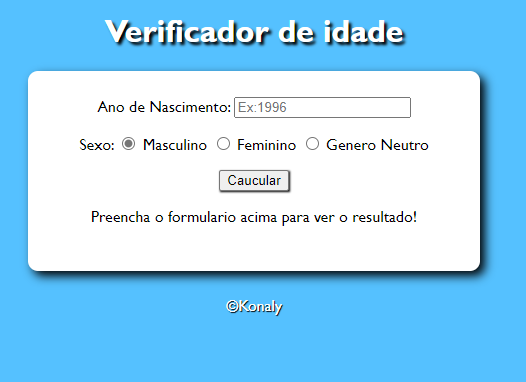 Verificador de idade
Ano de Nascimento: Ex:1996
Sexo: Masculino Feminino Genero Neutro
Caucular
Preencha o formulario acima para ver o resultado!
©Konaly